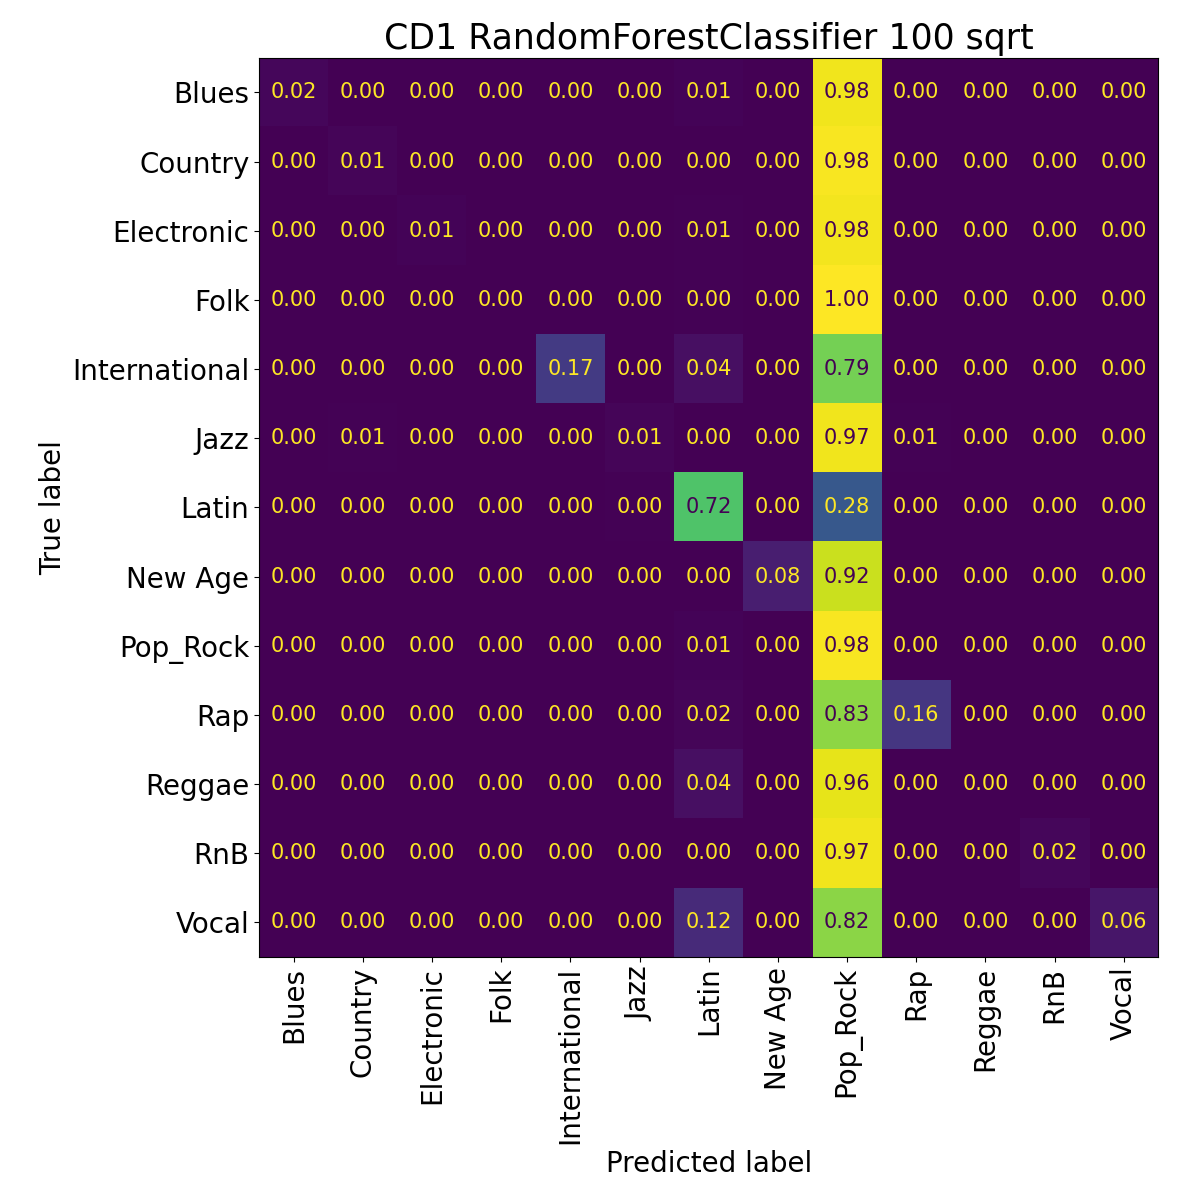 CD1 RandomForestClassifier 100 sqrt
Blues 0.02 0.00 0.00 0.00 0.00 0.00 0.01 0.00 0.98 0.00 0.00 0.00 0.00
Country 0.00 0.01 0.00 0.00 0.00 0.00 0.00 0.00 0.98 0.00 0.00 0.00 0.00
Electronic 0.00 0.00 0.01 0.00 0.00 0.00 0.01 0.00 0.98 0.00 0.00 0.00 0.00
Folk 0.00 0.00 0.00 0.00 0.00 0.00 0.00 0.00 1.00 0.00 0.00 0.00 0.00
International 0.00 0.00 0.00 0.00 0.17 0.00 0.04 0.00 0.79 0.00 0.00 0.00 0.00
Jazz 0.00 0.01 0.00 0.00 0.00 0.01 0.00 0.00 0.97 0.01 0.00 0.00 0.00
Latin 0.00 0.00 0.00 0.00 0.00 0.00 0.72 0.00 0.28 0.00 0.00 0.00 0.00
New Age 0.00 0.00 0.00 0.00 0.00 0.00 0.00 0.08 0.92 0.00 0.00 0.00 0.00
Pop_Rock 0.00 0.00 0.00 0.00 0.00 0.00 0.01 0.00 0.98 0.00 0.00 0.00 0.00
Rap 0.00 0.00 0.00 0.00 0.00 0.00 0.02 0.00 0.83 0.16 0.00 0.00 0.00
Reggae 0.00 0.00 0.00 0.00 0.00 0.00 0.04 0.00 0.96 0.00 0.00 0.00 0.00
RnB 0.00 0.00 0.00 0.00 0.00 0.00 0.00 0.00 0.97 0.00 0.00 0.02 0.00
Vocal 0.00 0.00 0.00 0.00 0.00 0.00 0.12 0.00 0.82 0.00 0.00 0.00 0.06
True label
Blues Country Electronic Folk International Jazz Latin New Age Pop_Rock Rap Reggae RnB Vocal
Predicted label